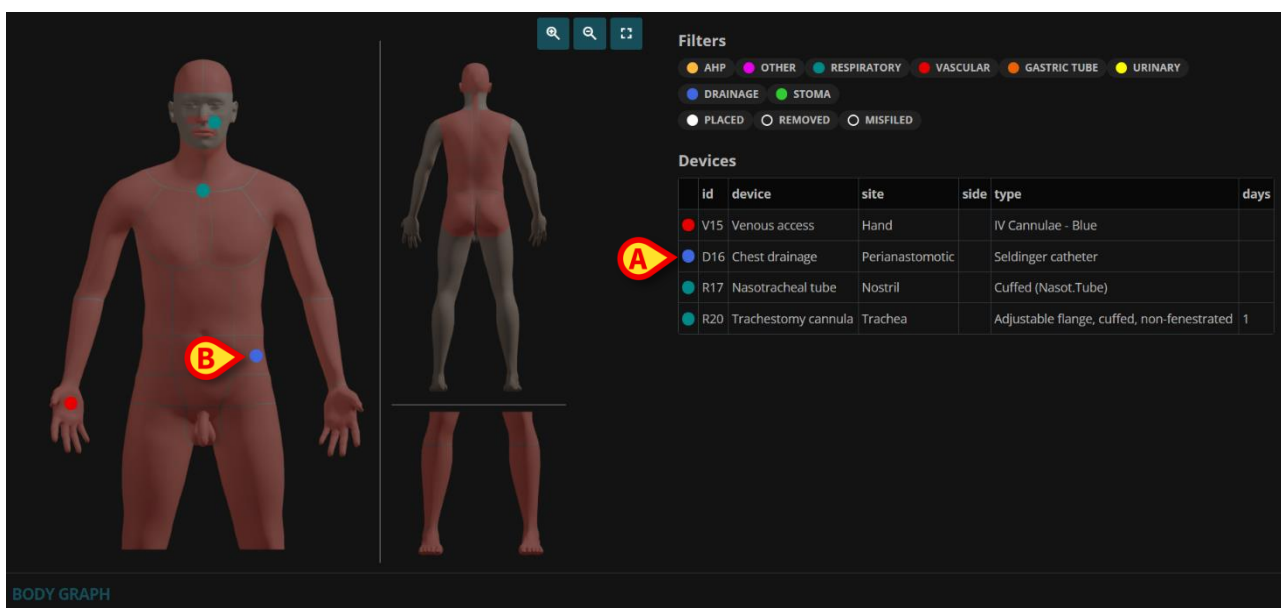 Filters
AHP OTHER RESPIRATORY VASCULAR GASTRIC TUBE URINARY
DRAINAGE STOMA
PLACED REMOVED MISFILED
Devices
id device site side type days
V15 Venous access Hand IV Cannulae - Blue
A D16 Chest drainage Perianastomotic Seldinger catheter
R17 Nasotracheal tube Nostril Cuffed (Nasot.Tube)
R20 Trachestomy cannula Trachea Adjustable flange, cuffed, non-fenestrated 1
B
BODY GRAPH